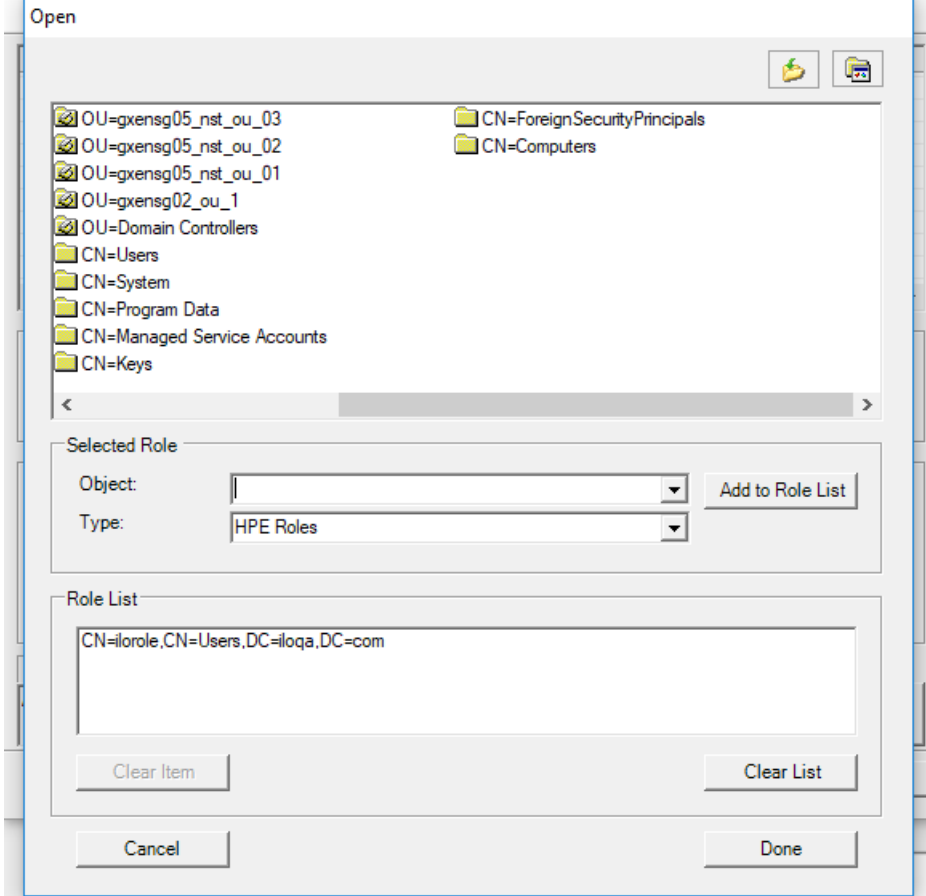 Open
OU=gxensg05_nst_ou_03
OU=gxensg05_nst_ou_02
OU=gxensg05_nst_ou_01
OU=gxensg02_ou_1
OU=Domain Controllers
CN=Users
CN=System
CN=Program Data
CN=Managed Service Accounts
CN=Keys
CN=ForeignSecurityPrincipals
CN=Computers
Selected Role
Object:
Add to Role List
Type:
HPE Roles
Role List
CN=ilorole,CN=Users,DC=iloqa,DC=com
Clear Item
Clear List
Cancel
Done